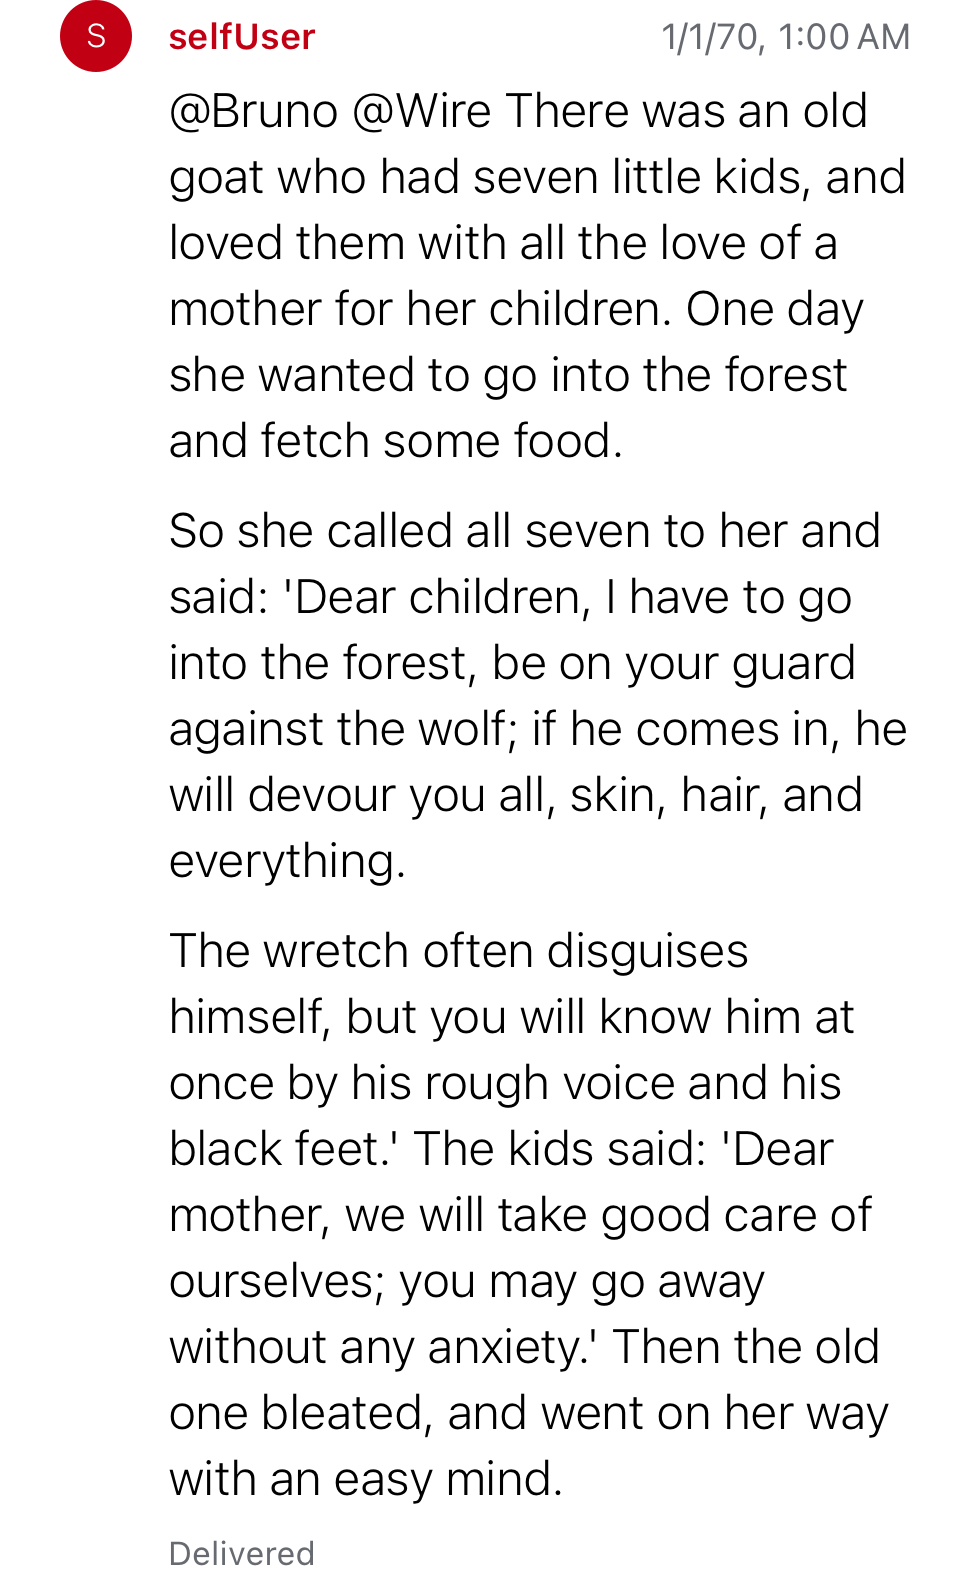 S
selfUser
1/1/70, 1:00 AM
@Bruno @Wire There was an old
goat who had seven little kids, and
loved them with all the love of a
mother for her children. One day
she wanted to go into the forest
and fetch some food.
So she called all seven to her and
said: 'Dear children, I have to go
into the forest, be on your guard
against the wolf; if he comes in, he
will devour you all, skin, hair, and
everything.
The wretch often disguises
himself, but you will know him at
once by his rough voice and his
black feet.' The kids said: 'Dear
mother, we will take good care of
ourselves; you may go away
without any anxiety.' Then the old
one bleated, and went on her way
with an easy mind.
Delivered